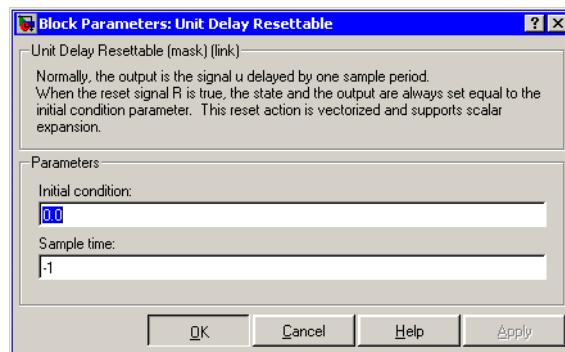 Block Parameters: Unit Delay Resettable
Unit Delay Resettable (mask) (link)
Normally, the output is the signal u delayed by one sample period.
When the reset signal R is true, the state and the output are always set equal to the
initial condition parameter.  This reset action is vectorized and supports scalar
expansion.
Parameters
Initial condition:
0.0
Sample time:
-1
OK
Cancel
Help
Apply